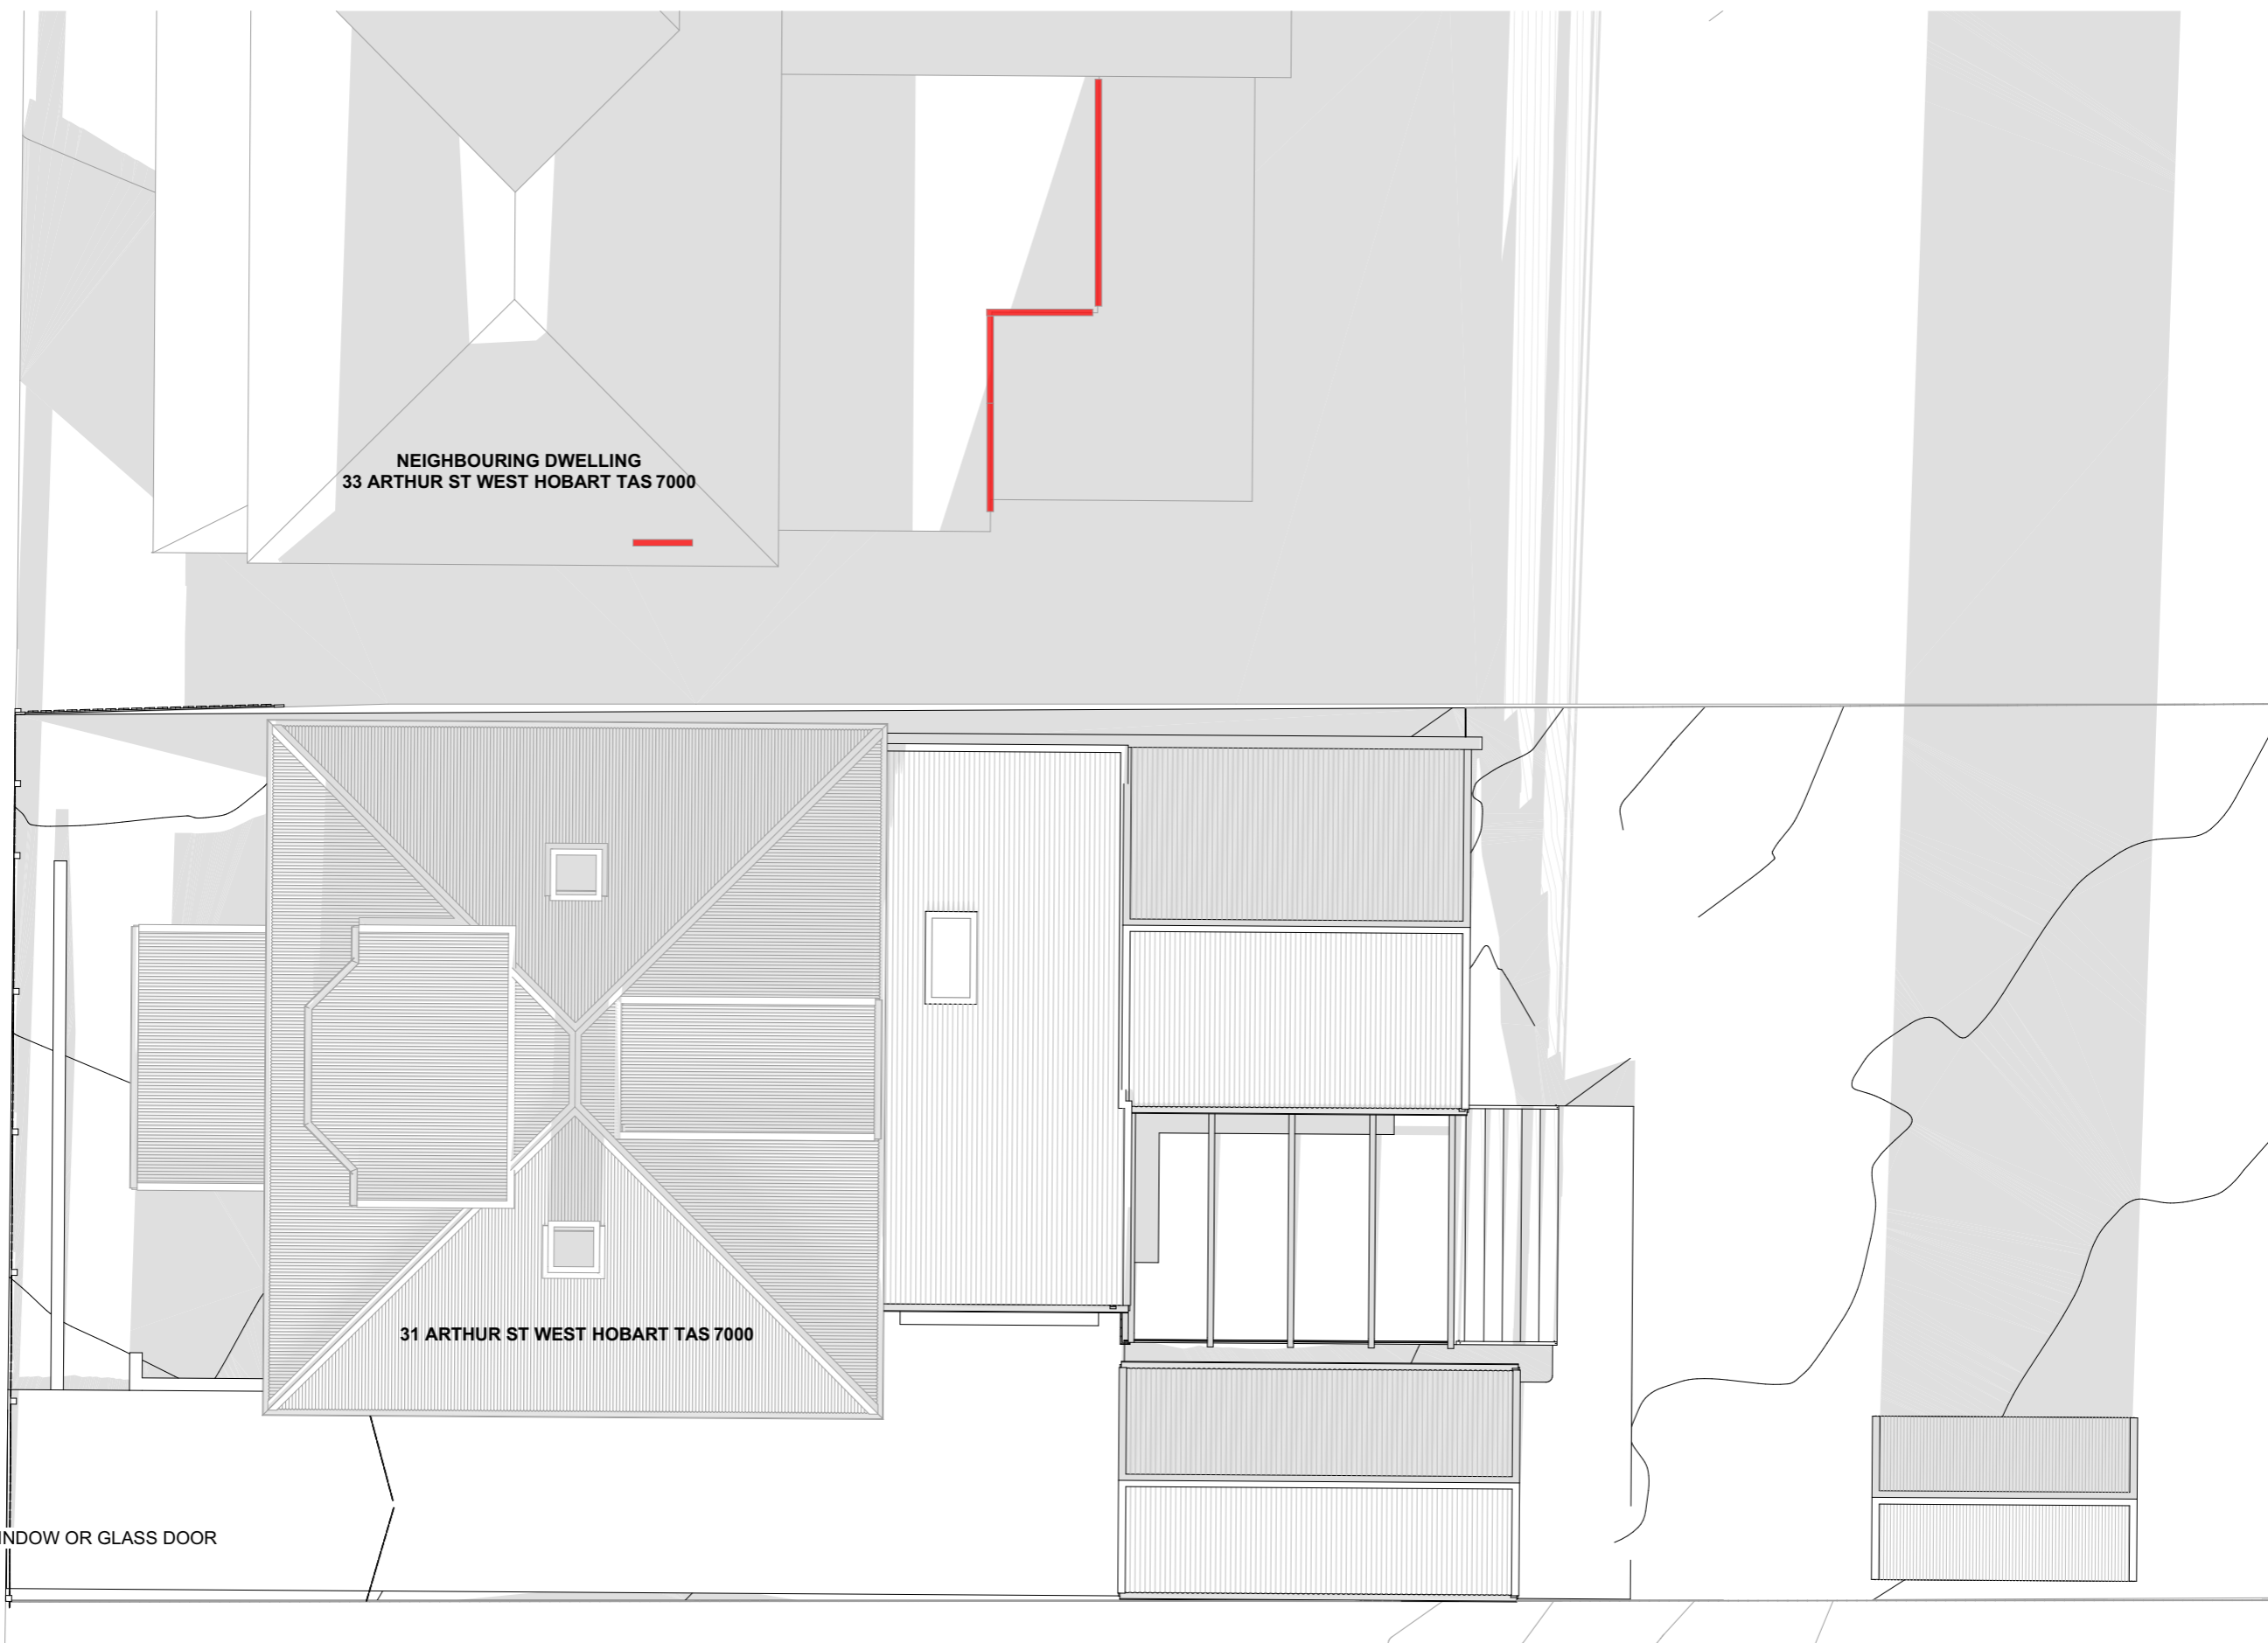 NEIGHBOURING DWELLING
33 ARTHUR ST WEST HOBART TAS 7000
31 ARTHUR ST WEST HOBART TAS 7000
INDOW OR GLASS DOOR